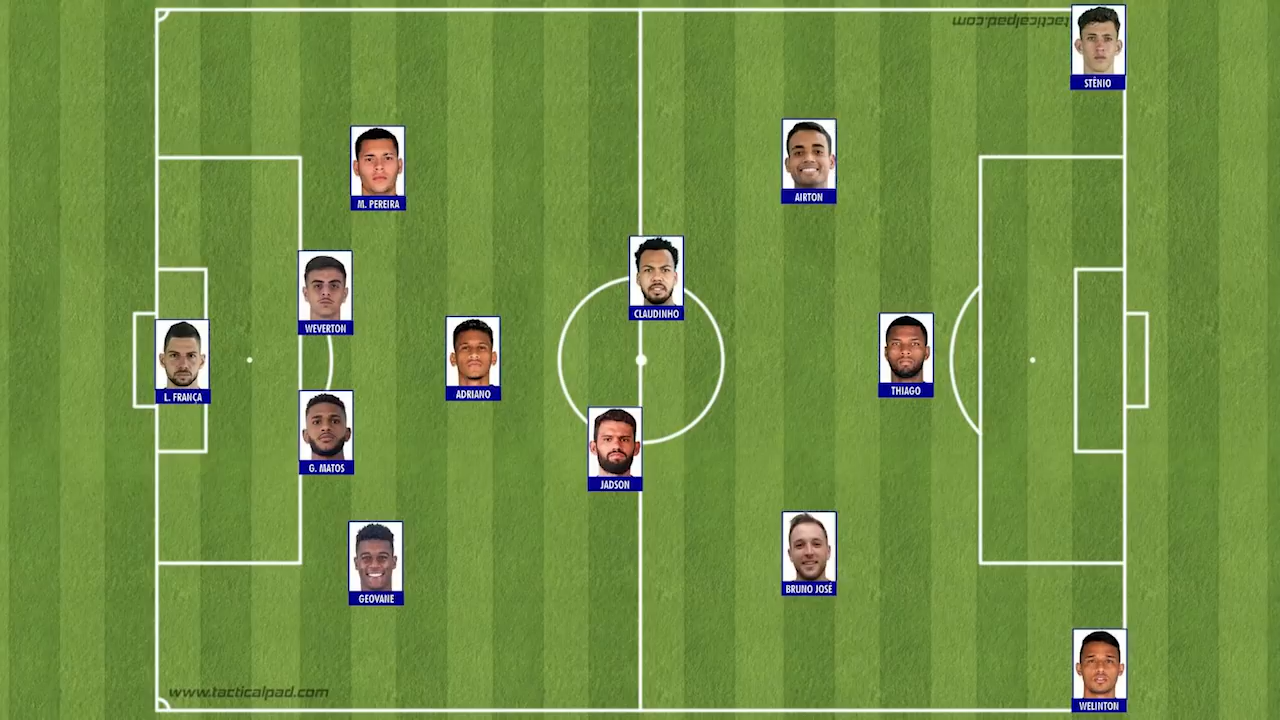 tacticalpad.com
STÊNIO
M. PEREIRA
AIRTON
WEVERTON
CLAUDINHO
L. FRANÇA
ADRIANO
THIAGO
G. MATOS
JADSON
GEOVANE
BRUNO JOSÉ
www.tacticalpad.com
WELINTON